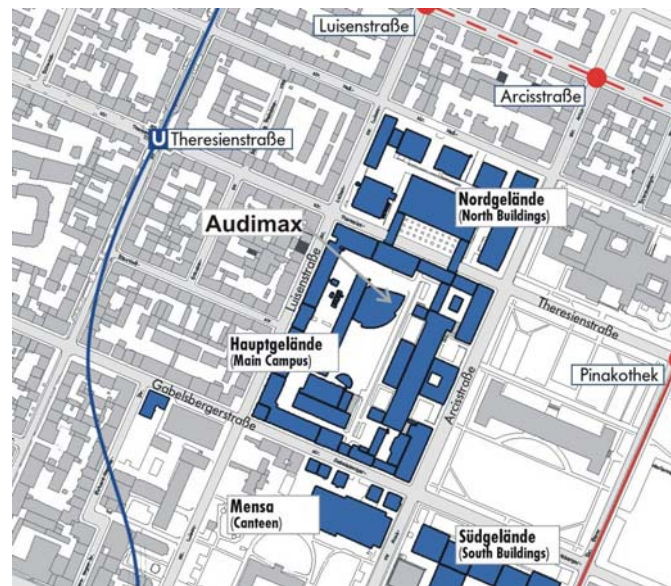 Luisenstraße
Arcisstraße
U Theresienstraße
Nordgelände
(North Buildings)
Audimax
Luisenstraße
Theresienstraße
Hauptgelände
(Main Campus)
Pinakothek
Arcisstraße
Gabelsbergerstraße
Mensa
(Canteen)
Südgelände
(South Buildings)